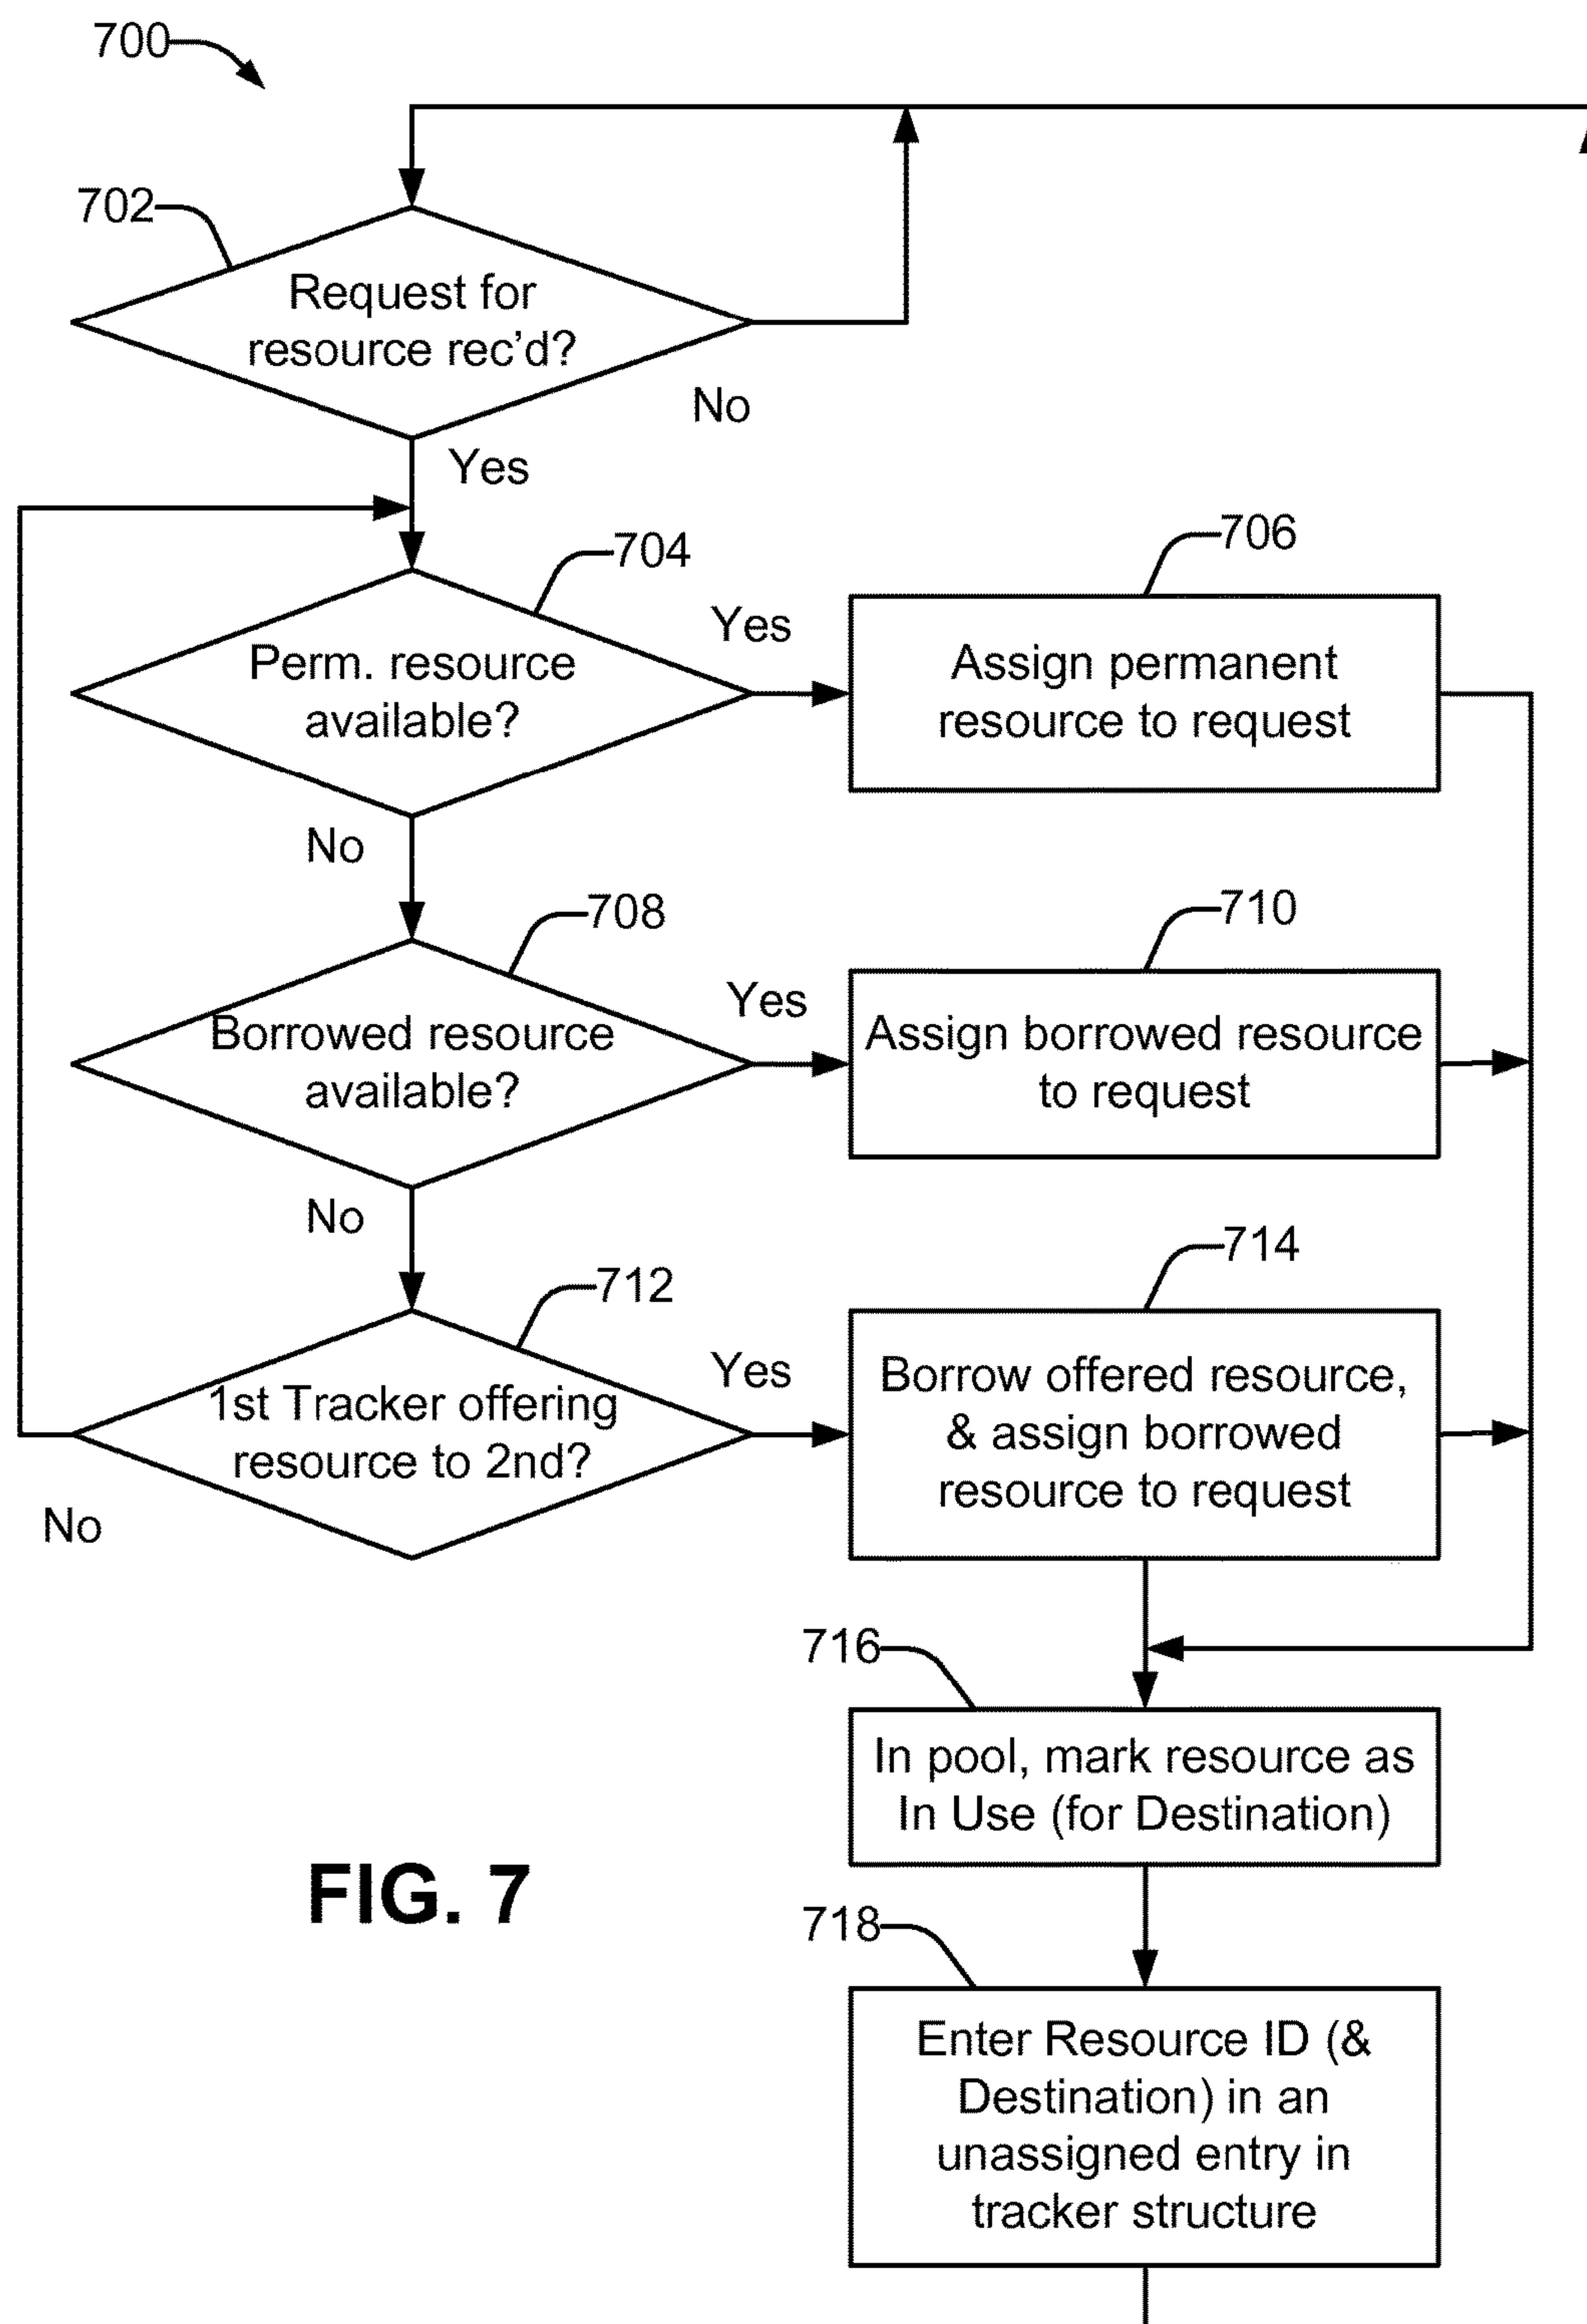 700
702
Request for
resource rec'd?
No
Yes
704
Perm. resource
available?
Yes
706
Assign permanent
resource to request
No
708
Borrowed resource
available?
Yes
710
Assign borrowed resource
to request
No
712
1st Tracker offering
resource to 2nd?
Yes
714
Borrow offered resource,
& assign borrowed
resource to request
No
716
In pool, mark resource as
In Use (for Destination)
718
Enter Resource ID (&
Destination) in an
unassigned entry in
tracker structure
FIG. 7